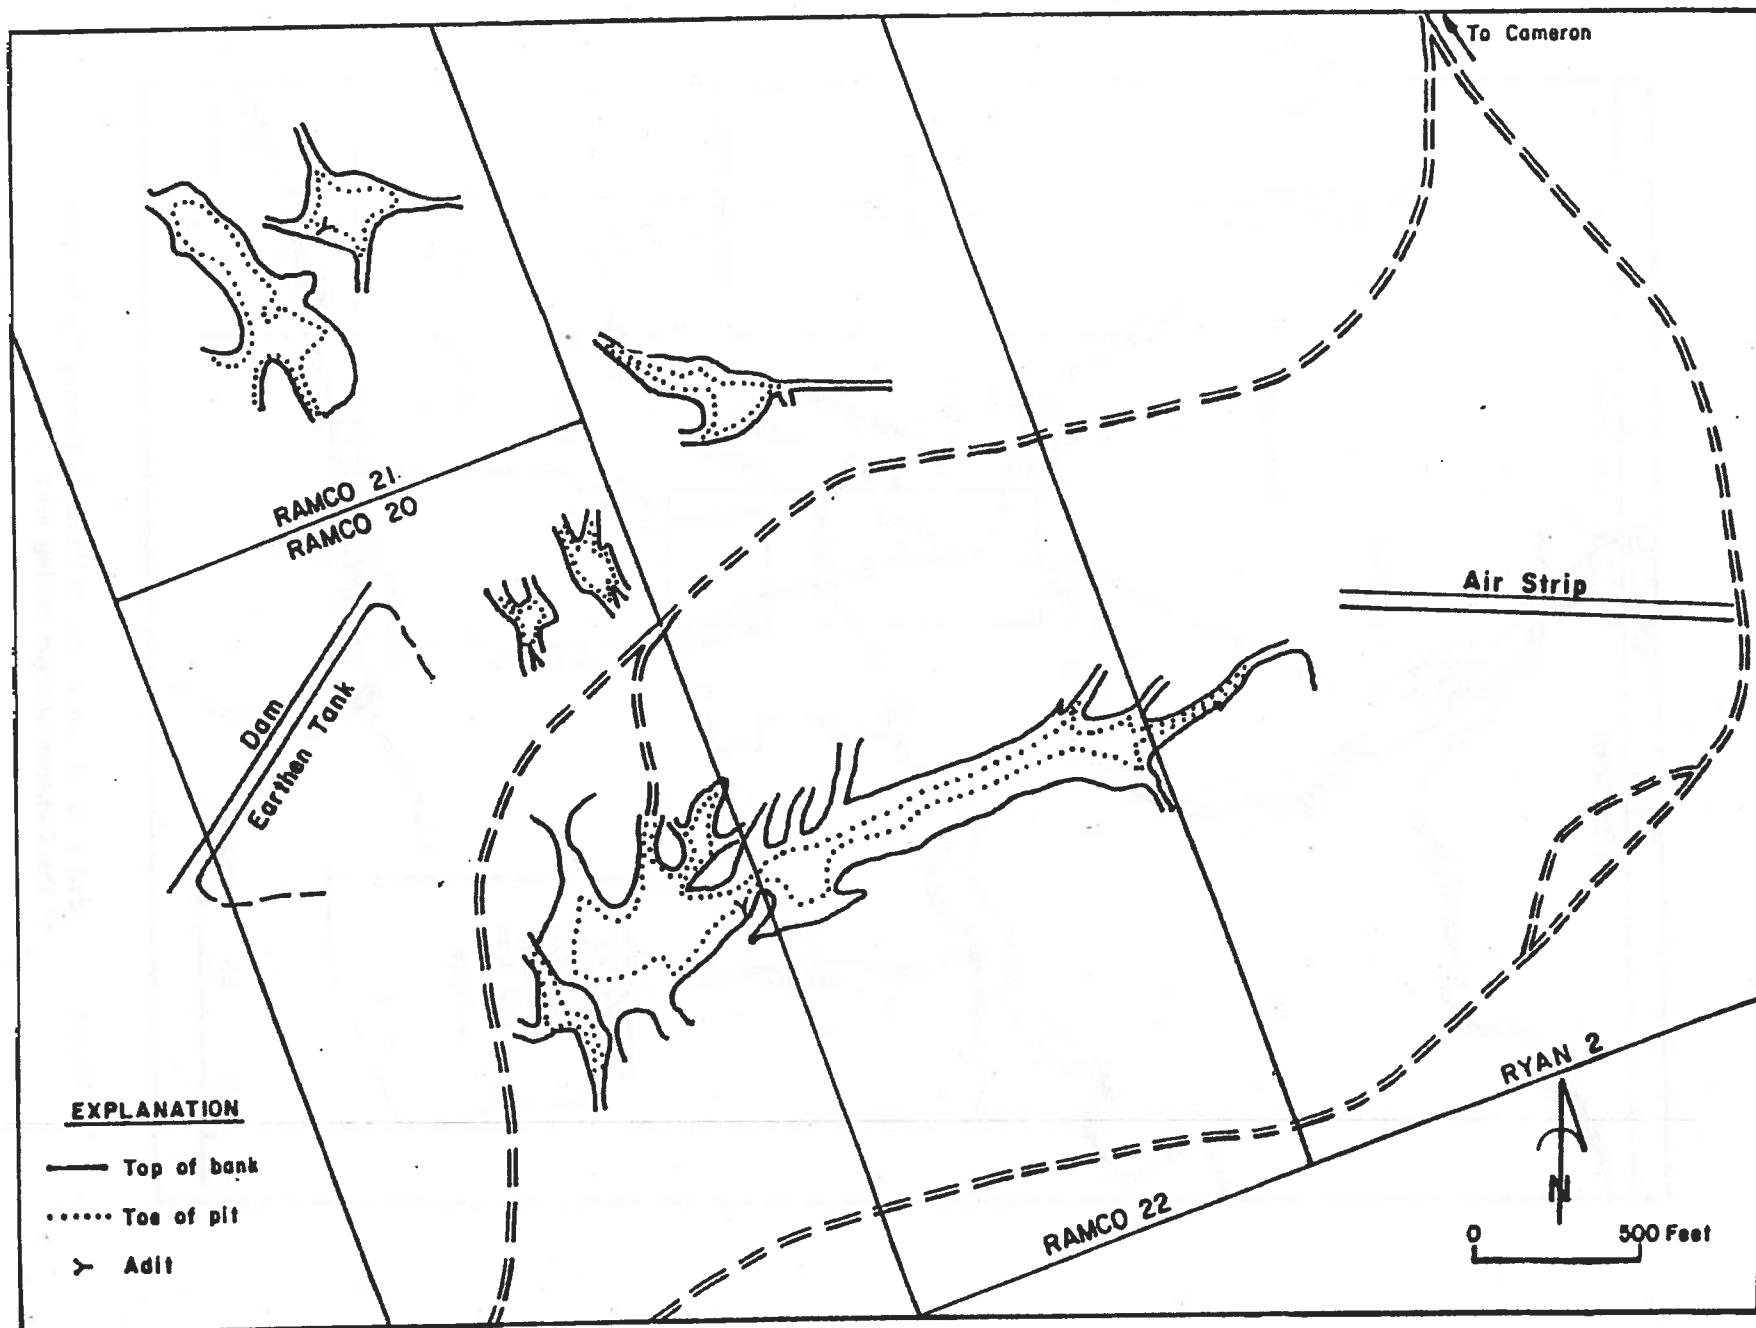 To Cameron
RAMCO 21
RAMCO 20
Air Strip
Dam
Earthen Tank
RYAN 2
EXPLANATION
Top of bank
Toe of pit
Adit
RAMCO 22
N
0 500 Feet